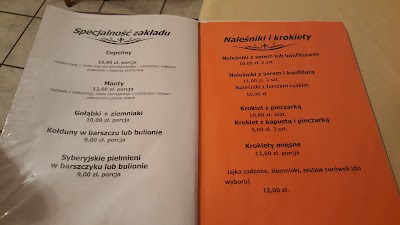 Specjalność zakładu
Cepeliny
15,00 zł. porcja
Manty
12,00 zł. porcja
Gołąbki + ziemniaki
10,00 zł. porcja
Kołduny w barszczu lub bulionie
9,00 zł. porcja
Syberyjskie pielmieni
w barszczyku lub bulionie
9,00 zł. porcja
Naleśniki i krokiety
Naleśniki z serem lub konfiturom
10,00 zł. 2 szt.
Naleśniki z serem i konfiturą
11,00 zł. 2 szt.
Naleśniki z farszem ruskim
10,00 zł
Krokiet z pieczarką
10,00 zł. 2szt.
Krokiet z kapustą i pieczarką
9,00 zł. 2 szt.
Krokiety mięsne
12,00 zł. porcja
Jajka sadzone, ziemniaki, zestaw surówek (do
wyboru)
12,00 zł.